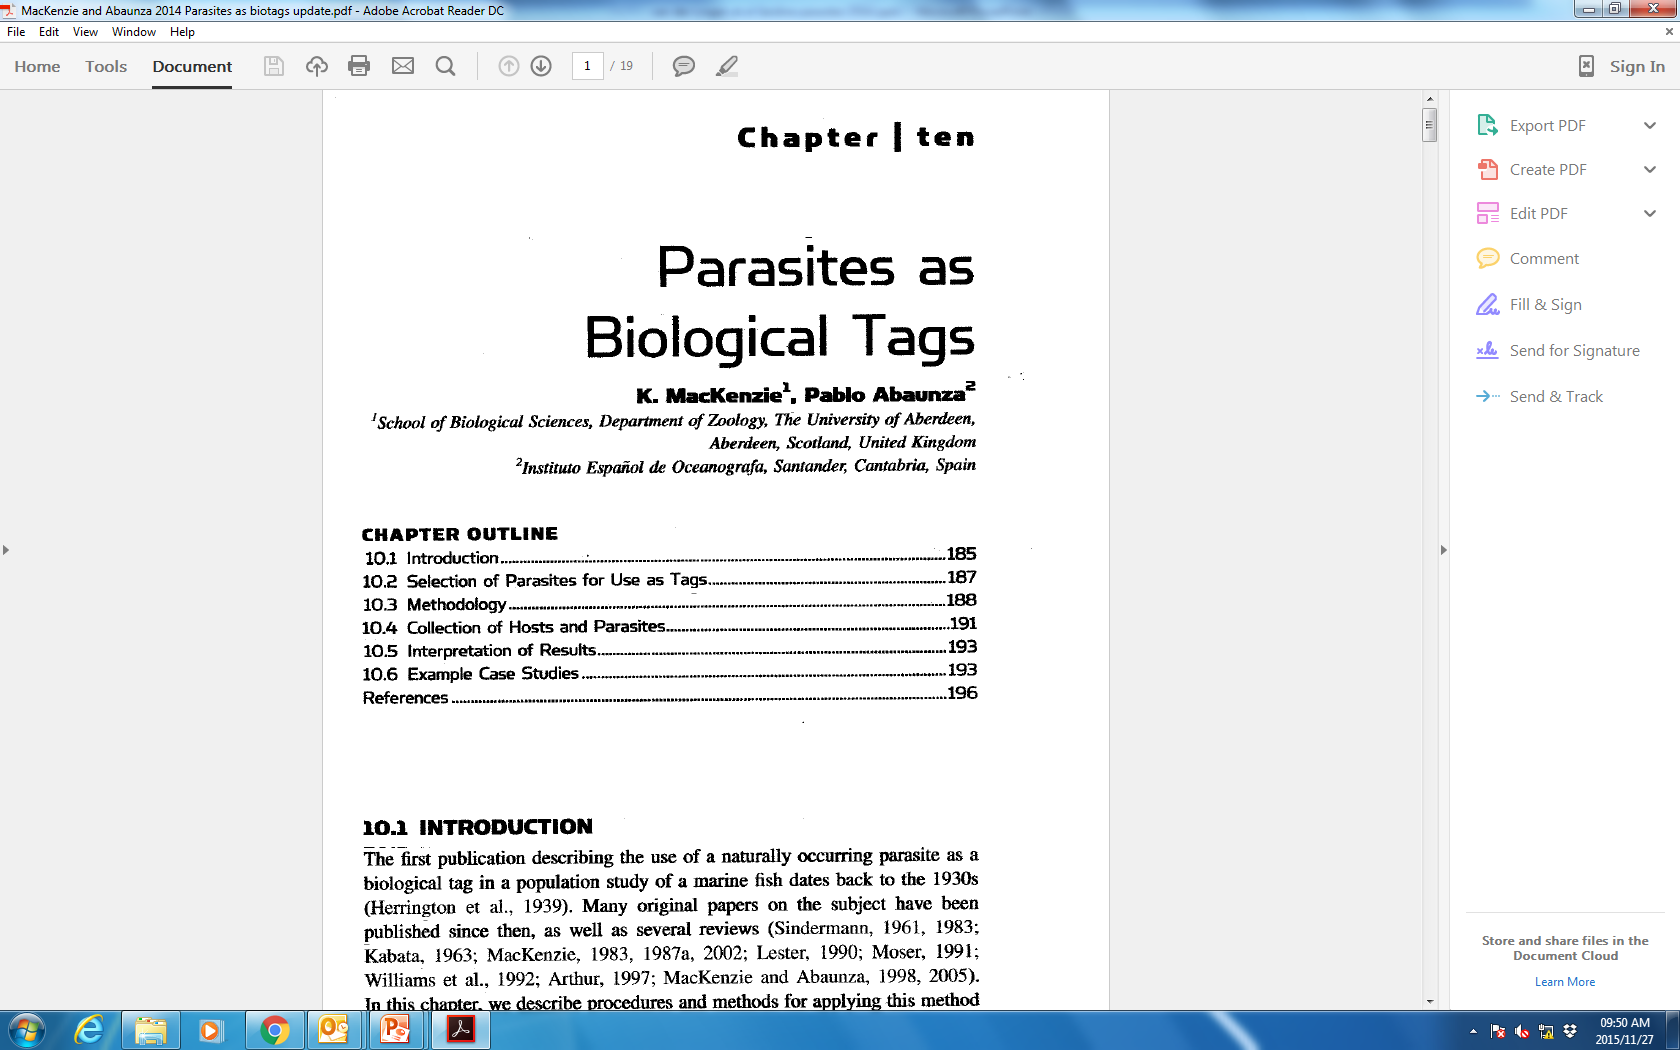 MacKenzie and Abaunza 2014 Parasites as biotags update.pdf - Adobe Acrobat Reader DC
File Edit View Window Help
Home Tools Document 1 / 19 Sign In
Chapter | ten
Parasites as
Biological Tags
K. MacKenzie1, Pablo Abaunza2
1School of Biological Sciences, Department of Zoology, The University of Aberdeen,
Aberdeen, Scotland, United Kingdom
2Instituto Español de Oceanografa, Santander, Cantabria, Spain
CHAPTER OUTLINE
10.1 Introduction 185
10.2 Selection of Parasites for Use as Tags 187
10.3 Methodology 188
10.4 Collection of Hosts and Parasites 191
10.5 Interpretation of Results 193
10.6 Example Case Studies 193
References 196
10.1 INTRODUCTION
The first publication describing the use of a naturally occurring parasite as a
biological tag in a population study of a marine fish dates back to the 1930s
(Herrington et al., 1939). Many original papers on the subject have been
published since then, as well as several reviews (Sindermann, 1961, 1983;
Kabata, 1963; MacKenzie, 1983, 1987a, 2002; Lester, 1990; Moser, 1991;
Williams et al., 1992; Arthur, 1997; MacKenzie and Abaunza, 1998, 2005).
In this chapter, we describe procedures and methods for applying this method
Export PDF
Create PDF
Edit PDF
Comment
Fill & Sign
Send for Signature
Send & Track
Store and share files in the
Document Cloud
Learn More
09:50 AM
2015/11/27